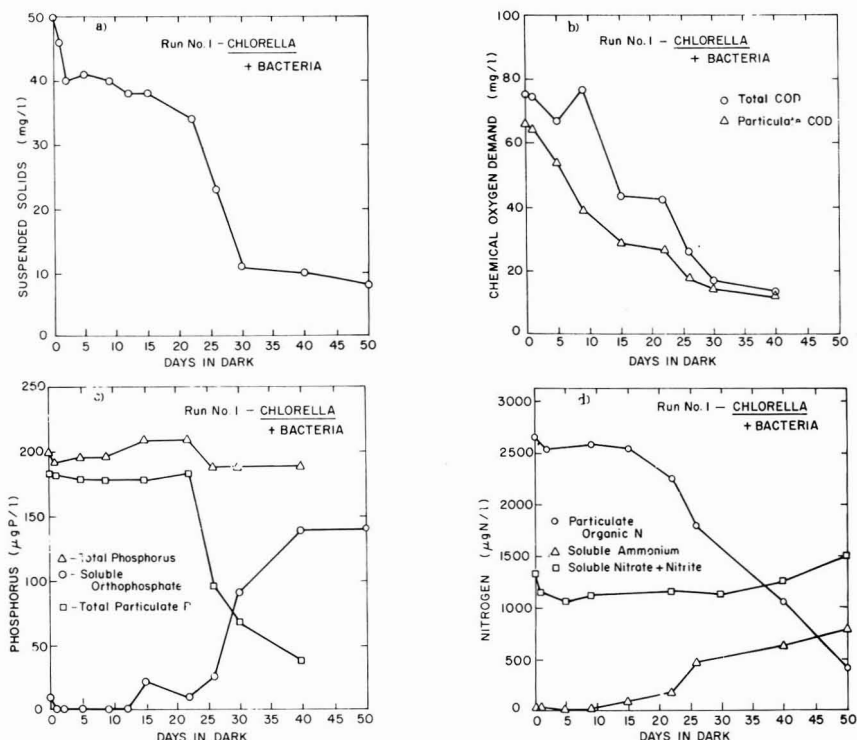 a)
Run No. 1 – CHLORELLA
+ BACTERIA
SUSPENDED SOLIDS (mg/l)
50
40
30
20
10
0
0 5 10 15 20 25 30 35 40 45 50
DAYS IN DARK
b)
Run No. 1 – CHLORELLA
+ BACTERIA
Total COD
Particulate COD
CHEMICAL OXYGEN DEMAND (mg/l)
100
80
60
40
20
0
0 5 10 15 20 25 30 35 40 45 50
DAYS IN DARK
c)
Run No. 1 – CHLORELLA
+ BACTERIA
- Total Phosphorus
- Soluble
Orthophosphate
- Total Particulate P
PHOSPHORUS (µgP/l)
250
200
150
100
50
0
0 5 10 15 20 25 30 35 40 45 50
DAYS IN DARK
d)
Run No. 1 – CHLORELLA
+ BACTERIA
Particulate
Organic N
Soluble Ammonium
Soluble Nitrate + Nitrite
NITROGEN (µgN/l)
3000
2500
2000
1500
1000
500
0
0 5 10 15 20 25 30 35 40 45 50
DAYS IN DARK